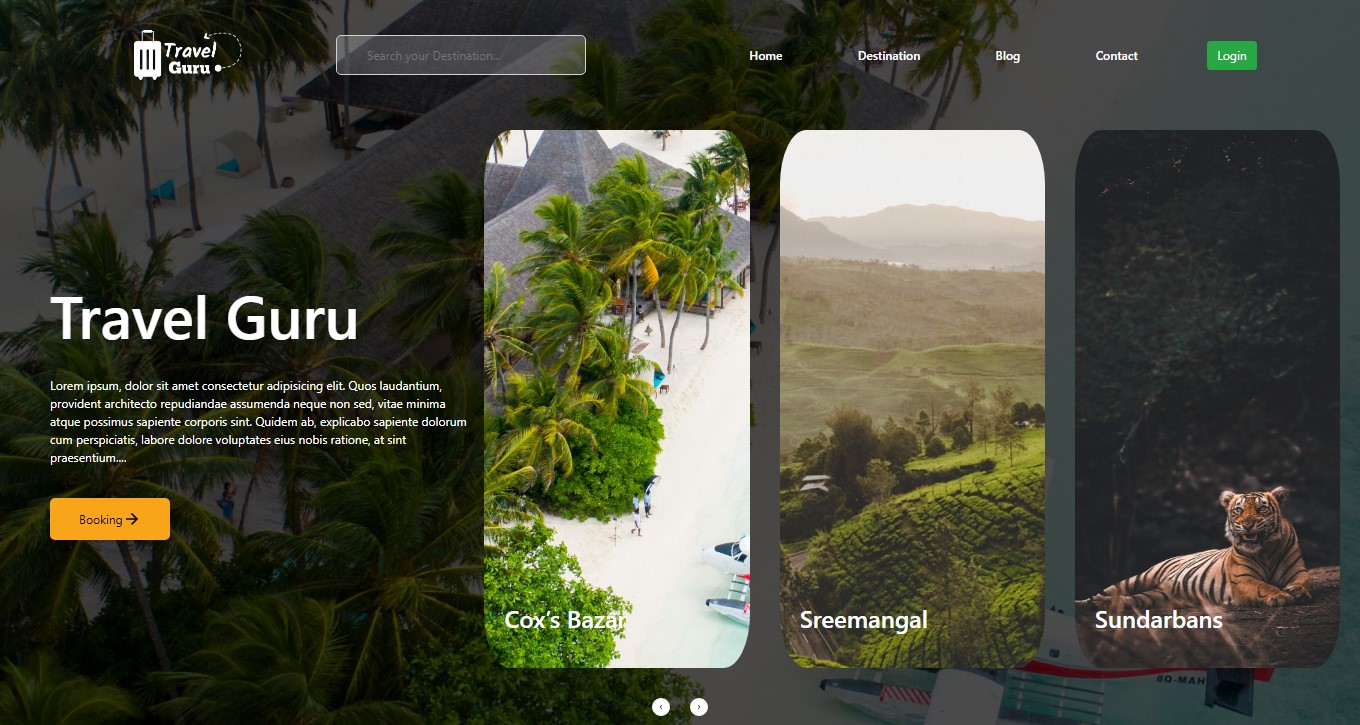 Travel
Guru
Search your Destination...
Home
Destination
Blog
Contact
Login
Travel Guru
Lorem ipsum, dolor sit amet consectetur adipisicing elit. Quos laudantium,
provident architecto repudiandae assumenda neque non sed, vitae minima
atque possimus sapiente corporis sint. Quidem ab, explicabo sapiente dolorum
cum perspiciatis, labore dolore voluptates eius nobis ratione, at sint
praesentium....
Booking
Cox's Bazar
Sreemangal
Sundarbans
8Q-MAH
‹ ›